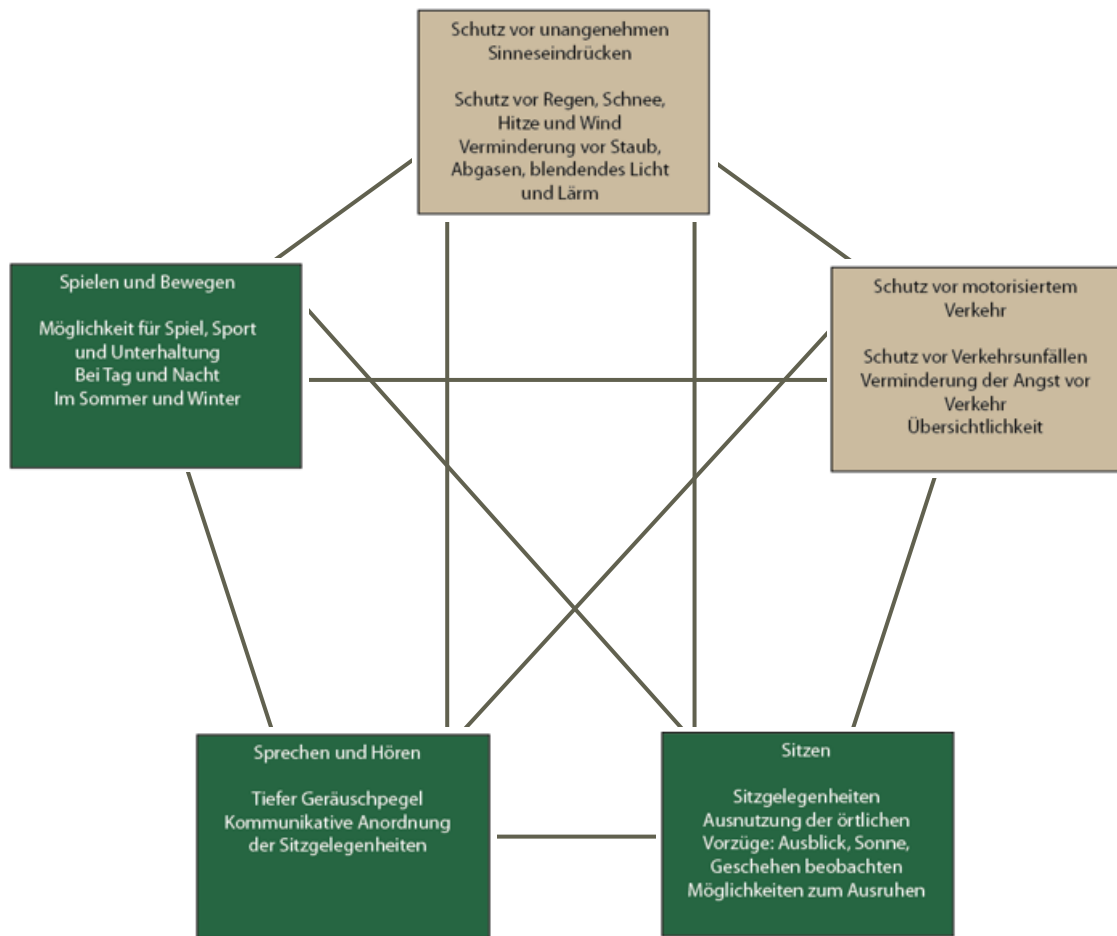 Schutz vor unangenehmen
Sinneseindrücken
Schutz vor Regen, Schnee,
Hitze und Wind
Verminderung vor Staub,
Abgasen, blendendes Licht
und Lärm
Spielen und Bewegen
Möglichkeit für Spiel, Sport
und Unterhaltung
Bei Tag und Nacht
Im Sommer und Winter
Schutz vor motorisiertem
Verkehr
Schutz vor Verkehrsunfällen
Verminderung der Angst vor
Verkehr
Übersichtlichkeit
Sprechen und Hören
Tiefer Geräuschpegel
Kommunikative Anordnung
der Sitzgelegenheiten
Sitzen
Sitzgelegenheiten
Ausnutzung der örtlichen
Vorzüge: Ausblick, Sonne,
Geschehen beobachten
Möglichkeiten zum Ausruhen